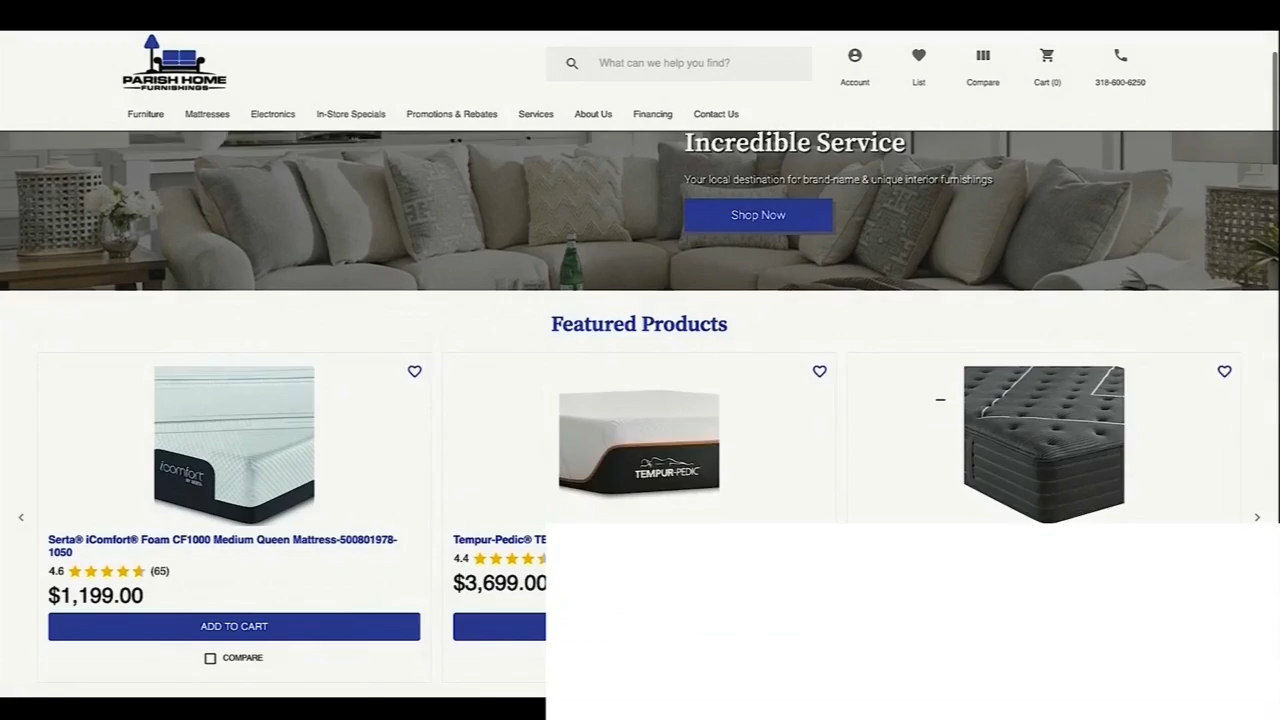 PARISH HOME
FURNISHINGS
What can we help you find?
Account
List
Compare
Cart (0)
318-600-6250
Furniture
Mattresses
Electronics
In-Store Specials
Promotions & Rebates
Services
About Us
Financing
Contact Us
Incredible Service
Your local destination for brand-name & unique interior furnishings
Shop Now
Featured Products
iComfort
BY SERTA
TEMPUR-PEDIC
Serta® iComfort® Foam CF1000 Medium Queen Mattress-500801978-
1050
4.6
(65)
$1,199.00
ADD TO CART
COMPARE
Tempur-Pedic® TE
4.4
$3,699.00